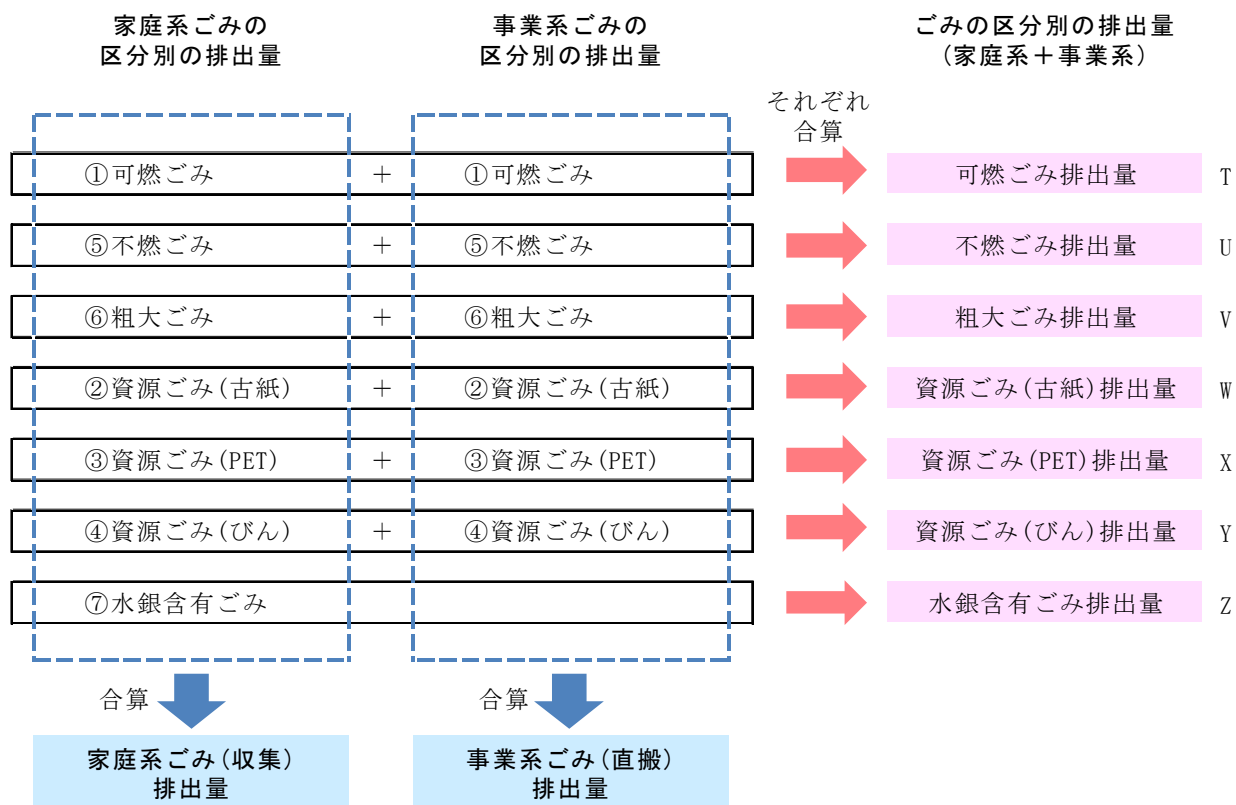 家庭系ごみの
区分別の排出量
事業系ごみの
区分別の排出量
ごみの区分別の排出量
(家庭系＋事業系)
それぞれ
合算
①可燃ごみ ＋ ①可燃ごみ 可燃ごみ排出量 T
⑤不燃ごみ ＋ ⑤不燃ごみ 不燃ごみ排出量 U
⑥粗大ごみ ＋ ⑥粗大ごみ 粗大ごみ排出量 V
②資源ごみ(古紙) ＋ ②資源ごみ(古紙) 資源ごみ(古紙)排出量 W
③資源ごみ(PET) ＋ ③資源ごみ(PET) 資源ごみ(PET)排出量 X
④資源ごみ(びん) ＋ ④資源ごみ(びん) 資源ごみ(びん)排出量 Y
⑦水銀含有ごみ 水銀含有ごみ排出量 Z
合算 合算
家庭系ごみ(収集)
排出量
事業系ごみ(直搬)
排出量